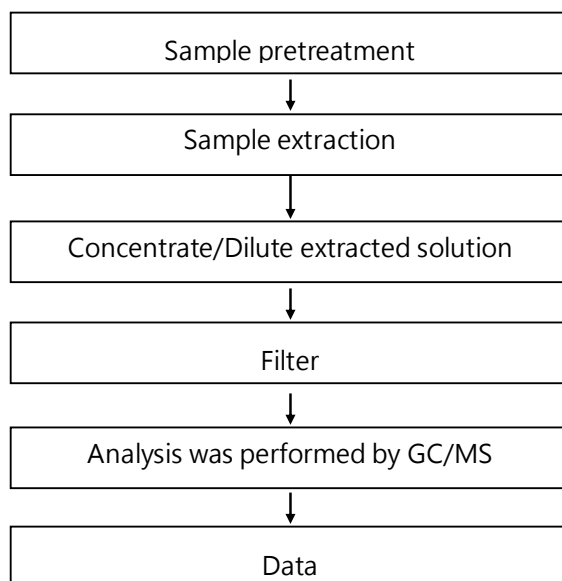 Sample pretreatment
Sample extraction
Concentrate/Dilute extracted solution
Filter
Analysis was performed by GC/MS
Data